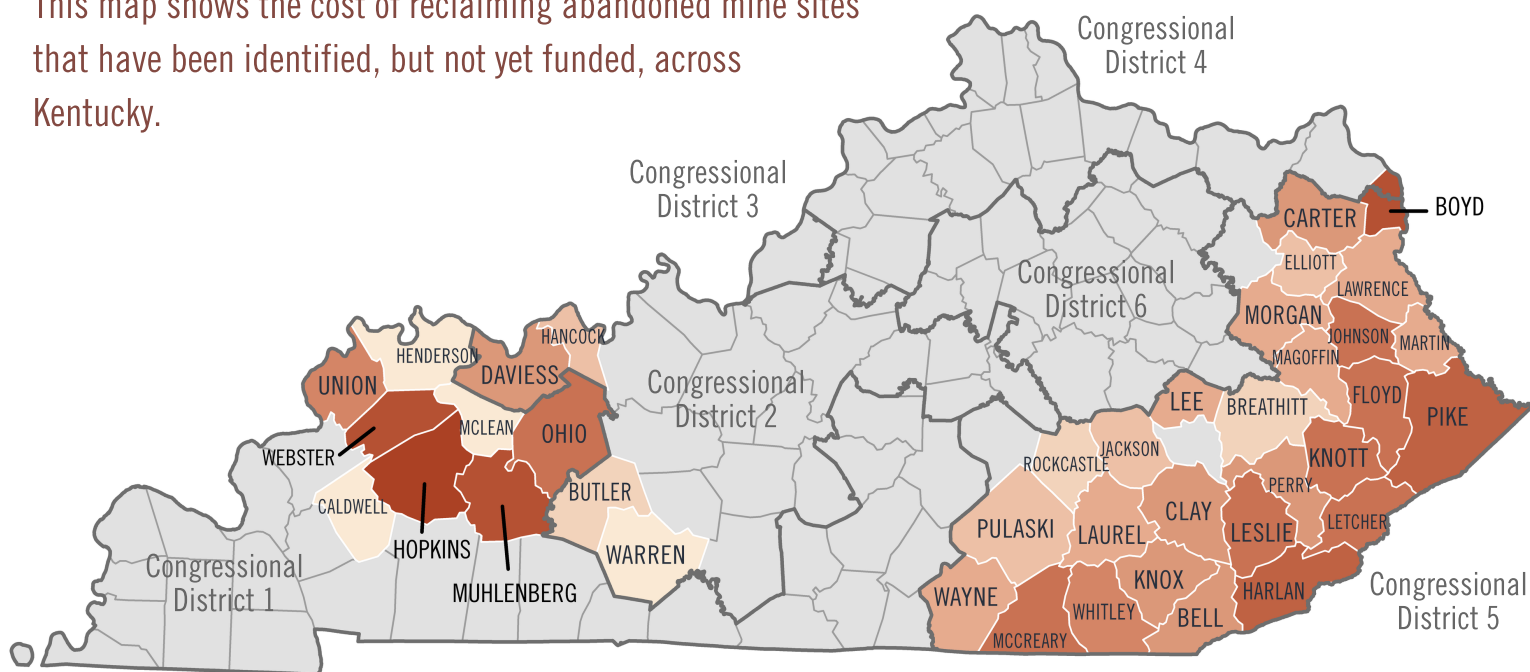 This map shows the cost of reclaiming abandoned mine sites
that have been identified, but not yet funded, across
Kentucky.
Congressional
District 4
Congressional
District 3
BOYD
CARTER
ELLIOTT
Congressional
District 6
LAWRENCE
MORGAN
JOHNSON
MARTIN
MAGOFFIN
HANCOCK
HENDERSON
DAVIESS
UNION
Congressional
District 2
LEE
BREATHITT
FLOYD
PIKE
MCLEAN
OHIO
WEBSTER
JACKSON
ROCKCASTLE
KNOTT
PERRY
BUTLER
CALDWELL
CLAY
LETCHER
PULASKI
LAUREL
LESLIE
HOPKINS
WARREN
Congressional
District 1
MUHLENBERG
KNOX
HARLAN
WAYNE
WHITLEY
BELL
MCCREARY
Congressional
District 5